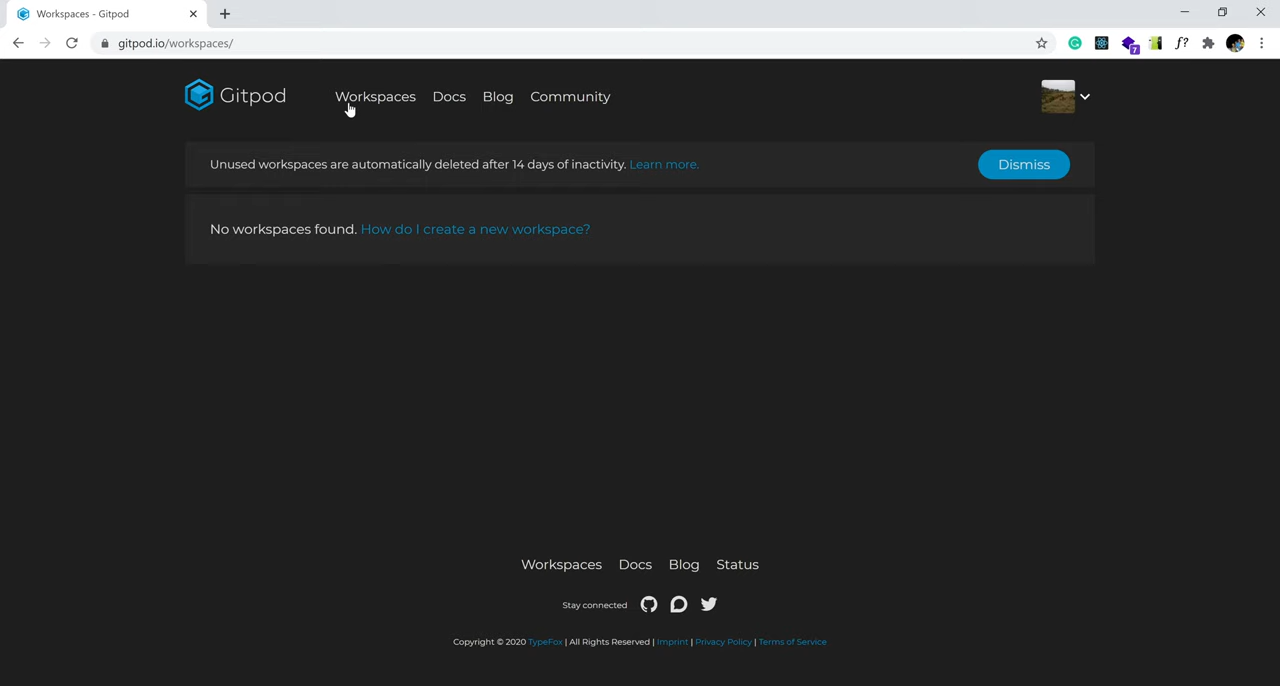 Workspaces - Gitpod
gitpod.io/workspaces/
7
f?
Gitpod
Workspaces Docs Blog Community
Unused workspaces are automatically deleted after 14 days of inactivity. Learn more.
Dismiss
No workspaces found. How do I create a new workspace?
Workspaces Docs Blog Status
Stay connected
Copyright © 2020 TypeFox | All Rights Reserved | Imprint | Privacy Policy | Terms of Service